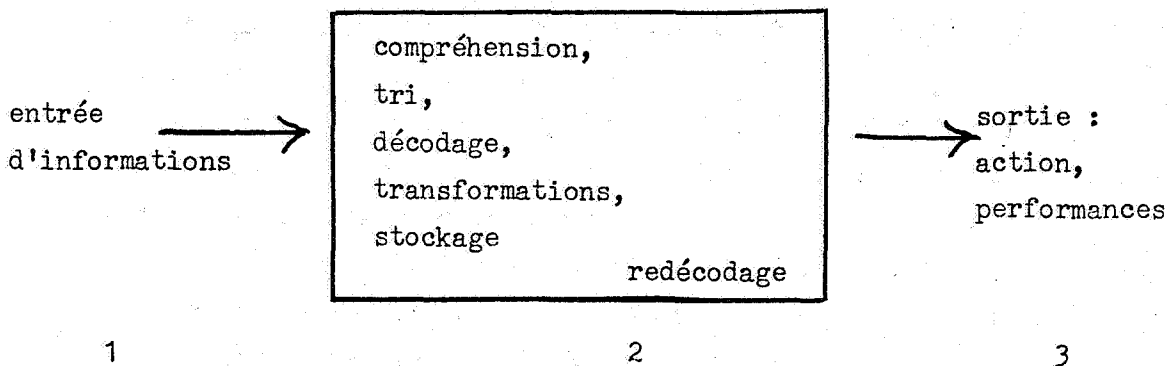 entrée
d'informations
compréhension,
tri,
décodage,
transformations,
stockage
redécodage
sortie :
action,
performances
1
2
3